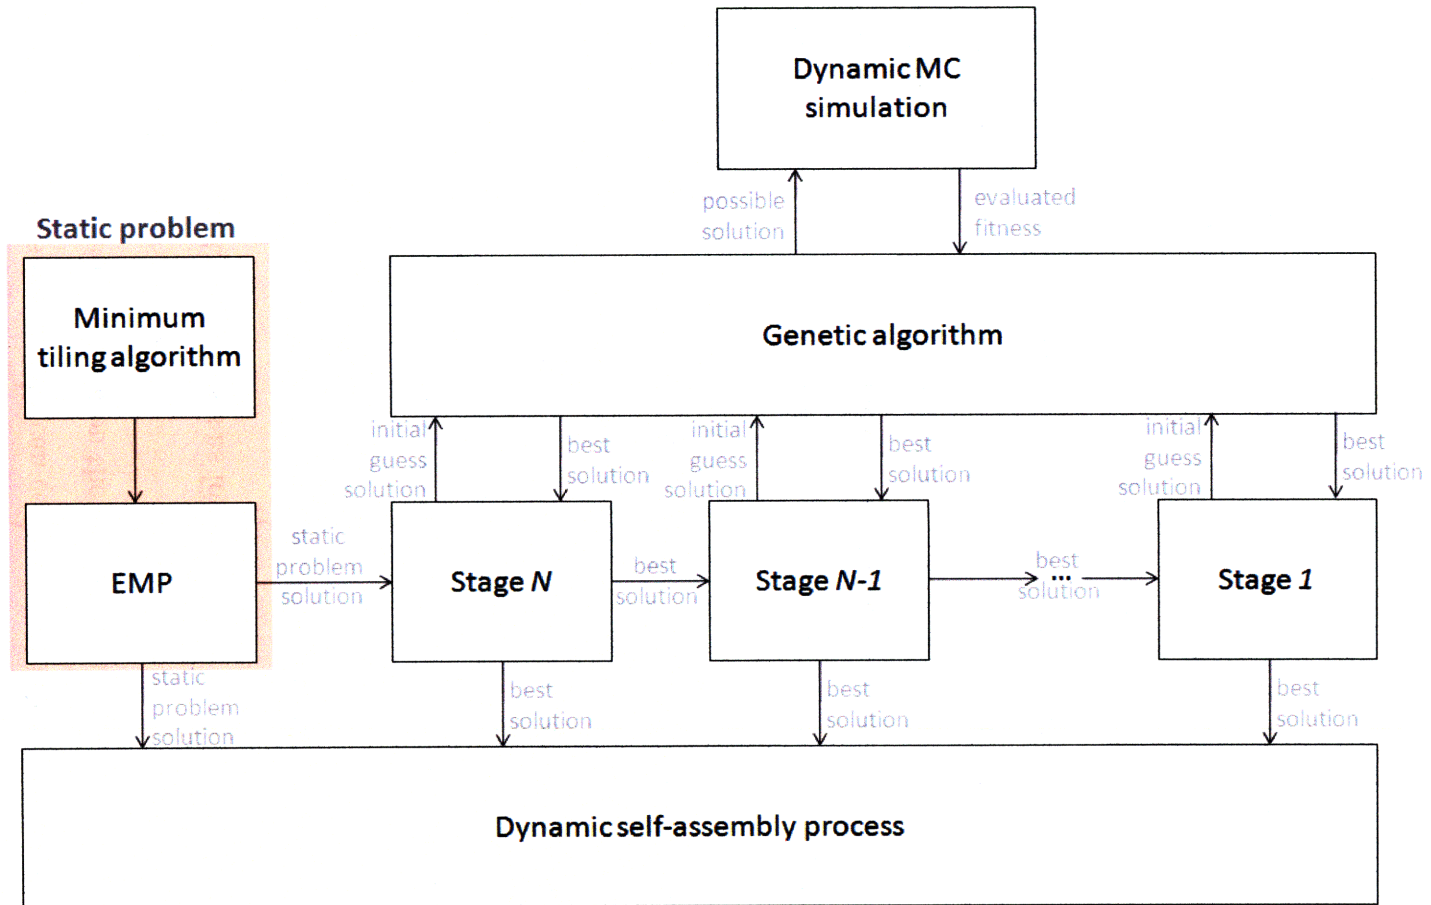 Dynamic MC
simulation
possible
solution
evaluated
fitness
Static problem
Minimum
tiling algorithm
Genetic algorithm
initial
guess
solution
best
solution
initial
guess
solution
best
solution
initial
guess
solution
best
solution
EMP
static
problem
solution
Stage N
best
solution
Stage N-1
best
...
solution
Stage 1
static
problem
solution
best
solution
best
solution
best
solution
Dynamic self-assembly process